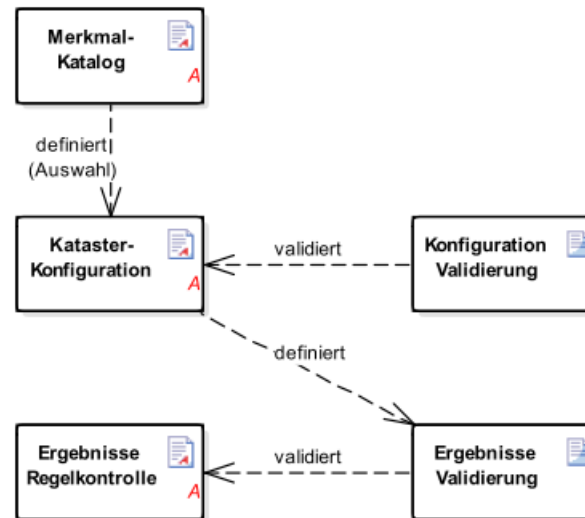 Merkmal-
Katalog
A
definiert
(Auswahl)
Kataster-
Konfiguration
A
validiert
Konfiguration
Validierung
definiert
Ergebnisse
Regelkontrolle
A
validiert
Ergebnisse
Validierung